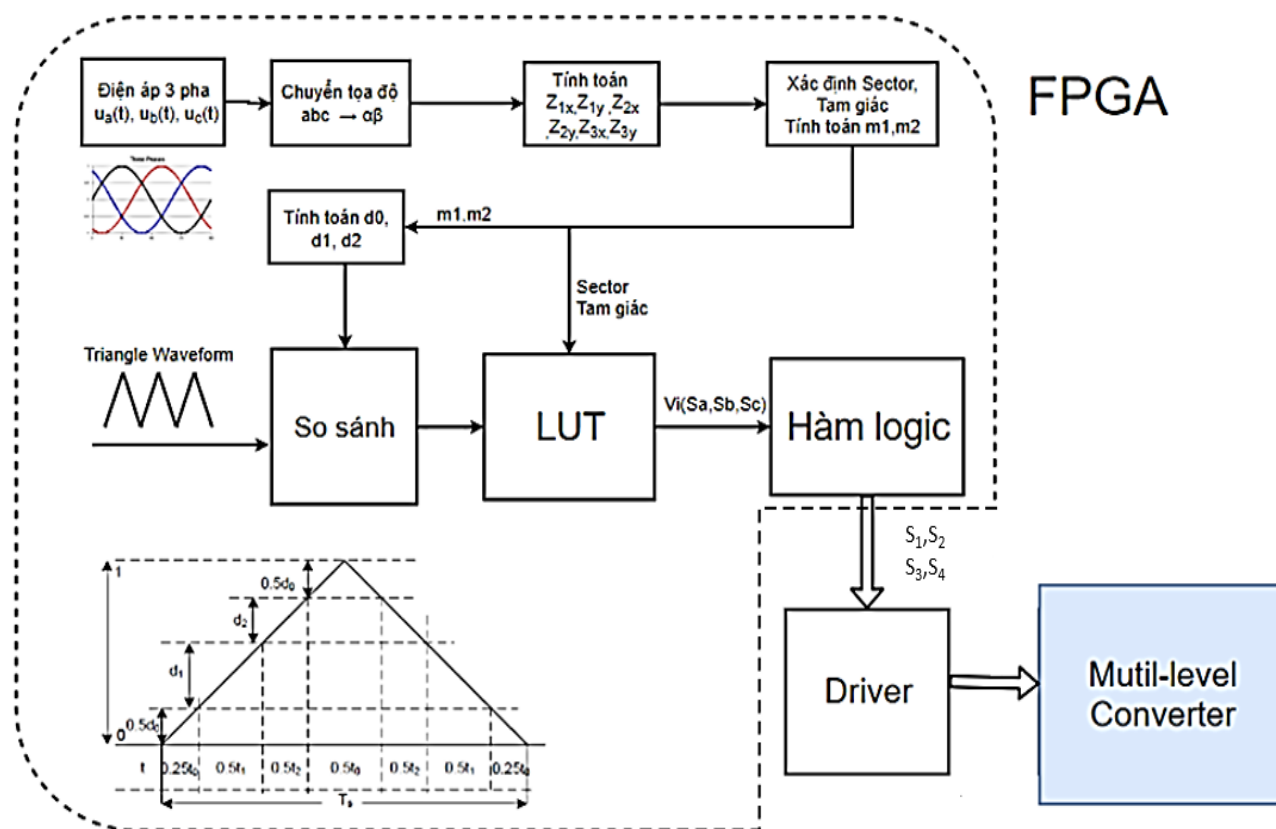 FPGA
Điện áp 3 pha
uₐ(t), u_b(t), u_c(t)
Chuyển tọa độ
abc → αβ
Tính toán
Z₁ₓ,Z₁y ,Z₂ₓ
,Z₂y,Z₃ₓ,Z₃y
Xác định Sector,
Tam giác
Tính toán m1,m2
Tính toán d0,
d1, d2
m1.m2
Sector
Tam giác
Triangle Waveform
So sánh
LUT
Vi(Sa,Sb,Sc)
Hàm logic
S₁,S₂
S₃,S₄
Driver
Mutil-level
Converter
1
0.5d₀
d₂
d₁
0.5d₀
0
t 0.25t₀ 0.5t₁ 0.5t₂ 0.5t₀ 0.5t₂ 0.5t₁ 0.25t₀
Tₛ